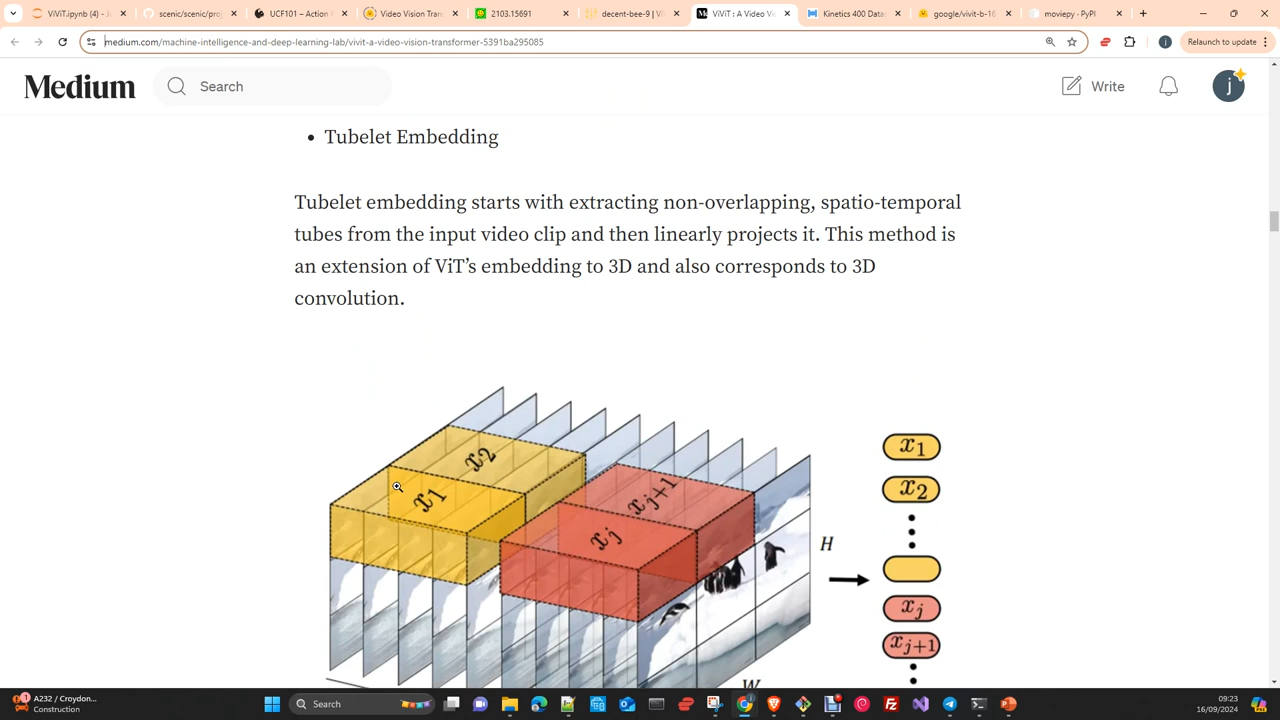 ViViT.ipynb (4) - J
scenic/scenic/proj
UCF101 – Action R
Video Vision Tran
2103.15691
decent-bee-9 | Wei
ViViT : A Video Vi
Kinetics 400 Datas
google/vivit-b-16
moviepy · PyPI
medium.com/machine-intelligence-and-deep-learning-lab/vivit-a-video-vision-transformer-5391ba295085
j
Relaunch to update
Medium
Search
Write
j
• Tubelet Embedding
Tubelet embedding starts with extracting non-overlapping, spatio-temporal
tubes from the input video clip and then linearly projects it. This method is
an extension of ViT’s embedding to 3D and also corresponds to 3D
convolution.
x2
x1
xj+1
xj
H
W
x1
x2
xj
xj+1
1
A232 / Croydon...
Construction
Search
09:23
16/09/2024